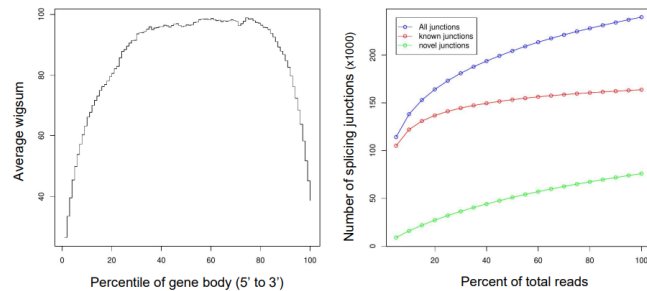 Average wigsum
100
80
60
40
0 20 40 60 80 100
Percentile of gene body (5' to 3')
Number of splicing junctions (x1000)
200
150
100
50
0
All junctions
known junctions
novel junctions
0 20 40 60 80 100
Percent of total reads